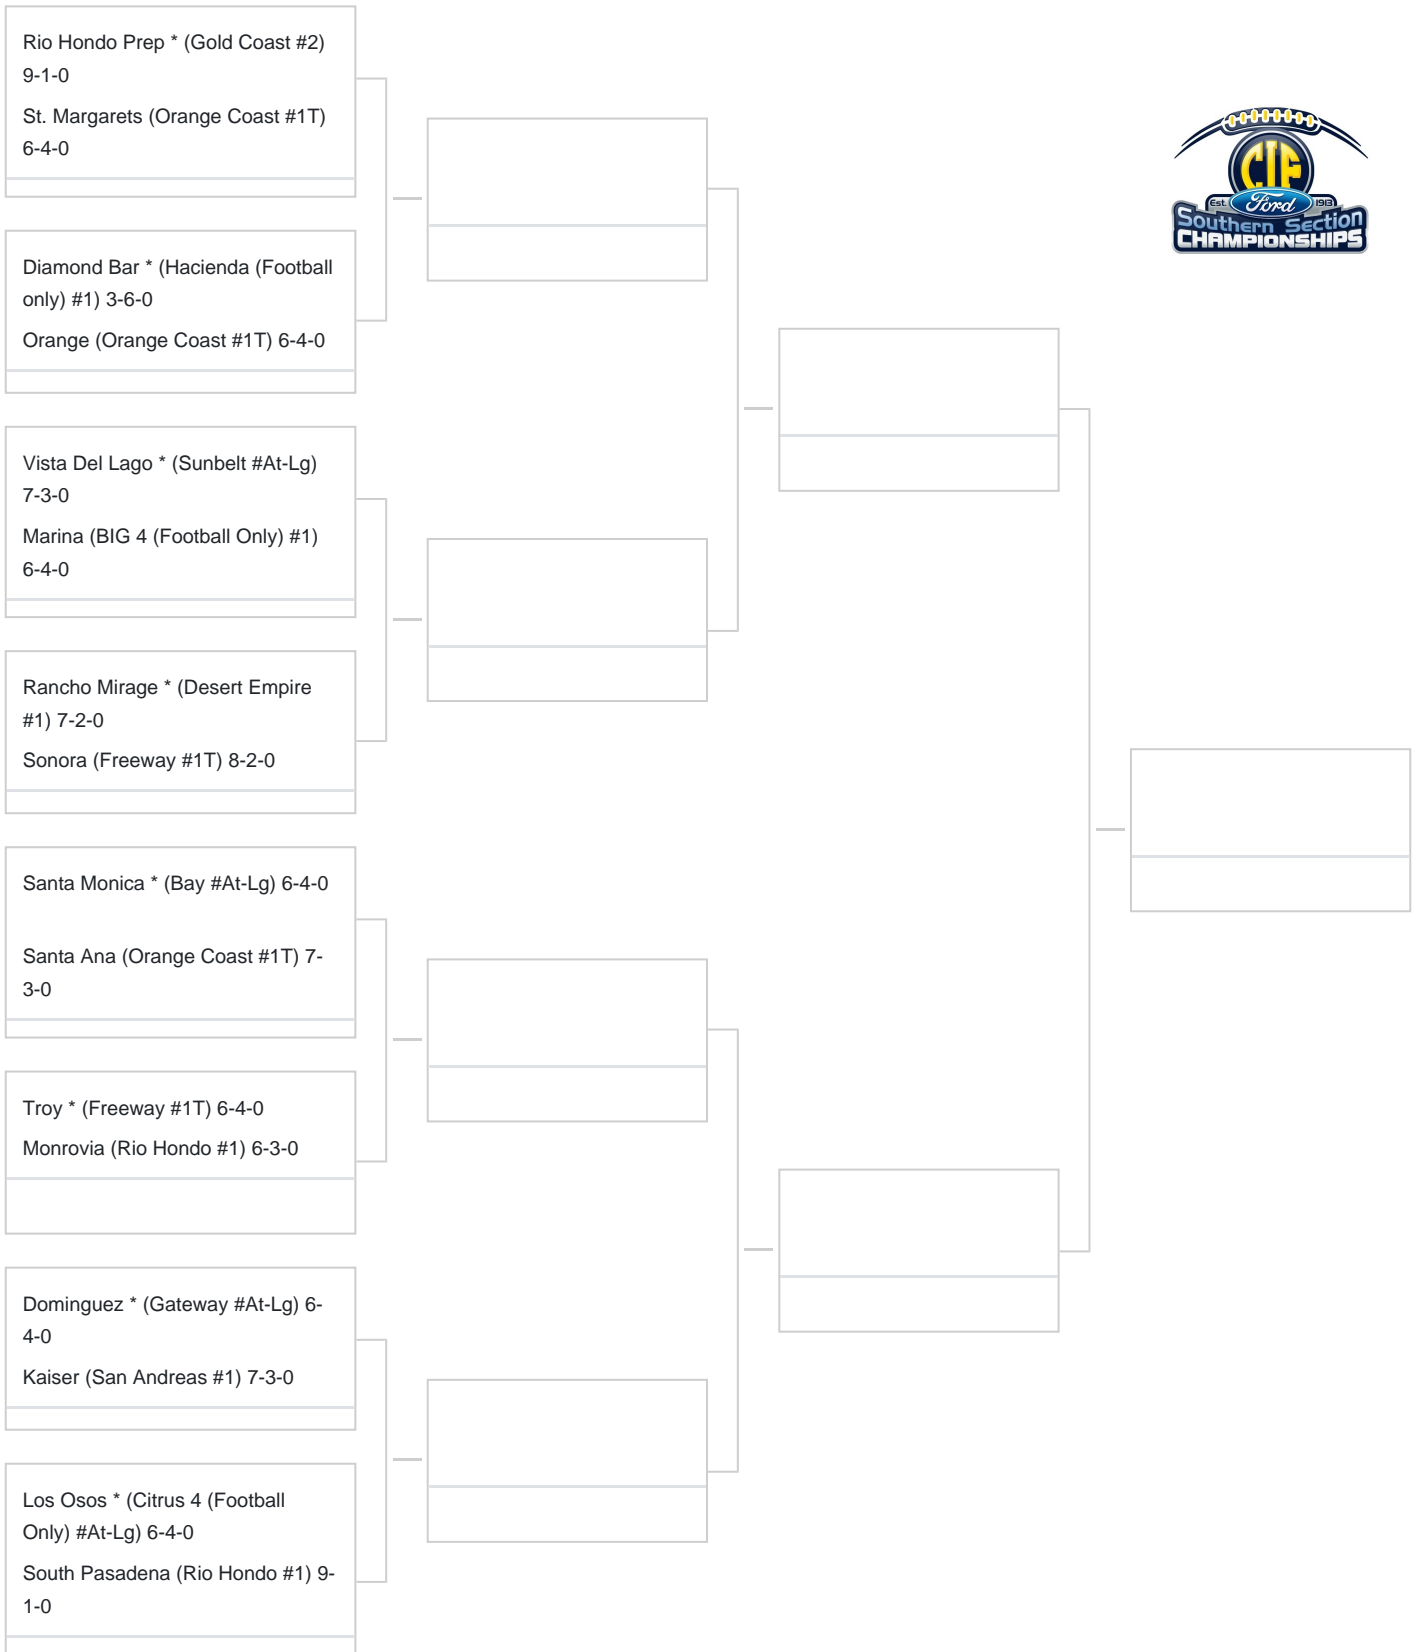 Rio Hondo Prep * (Gold Coast #2)
9-1-0
St. Margarets (Orange Coast #1T)
6-4-0
CIF
Est. Ford 1913
Southern Section
CHAMPIONSHIPS
Diamond Bar * (Hacienda (Football
only) #1) 3-6-0
Orange (Orange Coast #1T) 6-4-0
Vista Del Lago * (Sunbelt #At-Lg)
7-3-0
Marina (BIG 4 (Football Only) #1)
6-4-0
Rancho Mirage * (Desert Empire
#1) 7-2-0
Sonora (Freeway #1T) 8-2-0
Santa Monica * (Bay #At-Lg) 6-4-0
Santa Ana (Orange Coast #1T) 7-
3-0
Troy * (Freeway #1T) 6-4-0
Monrovia (Rio Hondo #1) 6-3-0
Dominguez * (Gateway #At-Lg) 6-
4-0
Kaiser (San Andreas #1) 7-3-0
Los Osos * (Citrus 4 (Football
Only) #At-Lg) 6-4-0
South Pasadena (Rio Hondo #1) 9-
1-0